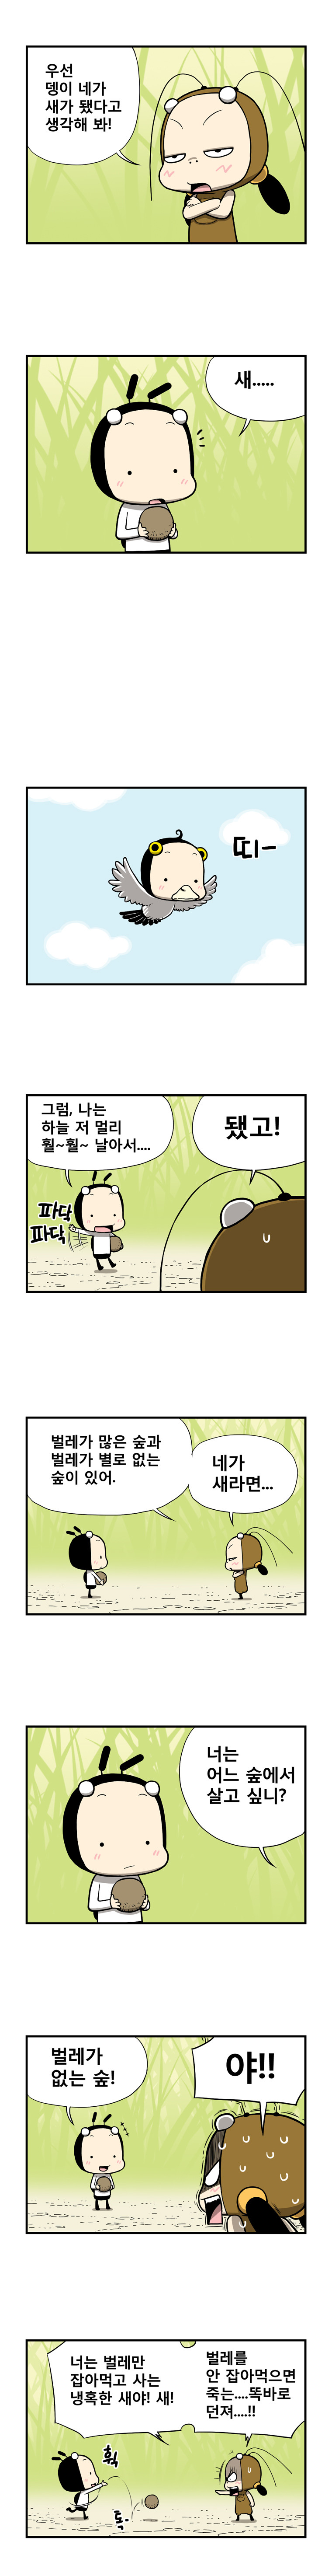 우선
뎅이 네가
새가 됐다고
생각해 봐!
새.....
띠-
그럼, 나는
하늘 저 멀리
훨~훨~ 날아서....
됐고!
파닥
파닥
벌레가 많은 숲과
벌레가 별로 없는
숲이 있어.
네가
새라면...
너는
어느 숲에서
살고 싶니?
벌레가
없는 숲!
야!!
너는 벌레만
잡아먹고 사는
냉혹한 새야! 새!
벌레를
안 잡아먹으면
죽는....똑바로
던져....!!
휙
톡-